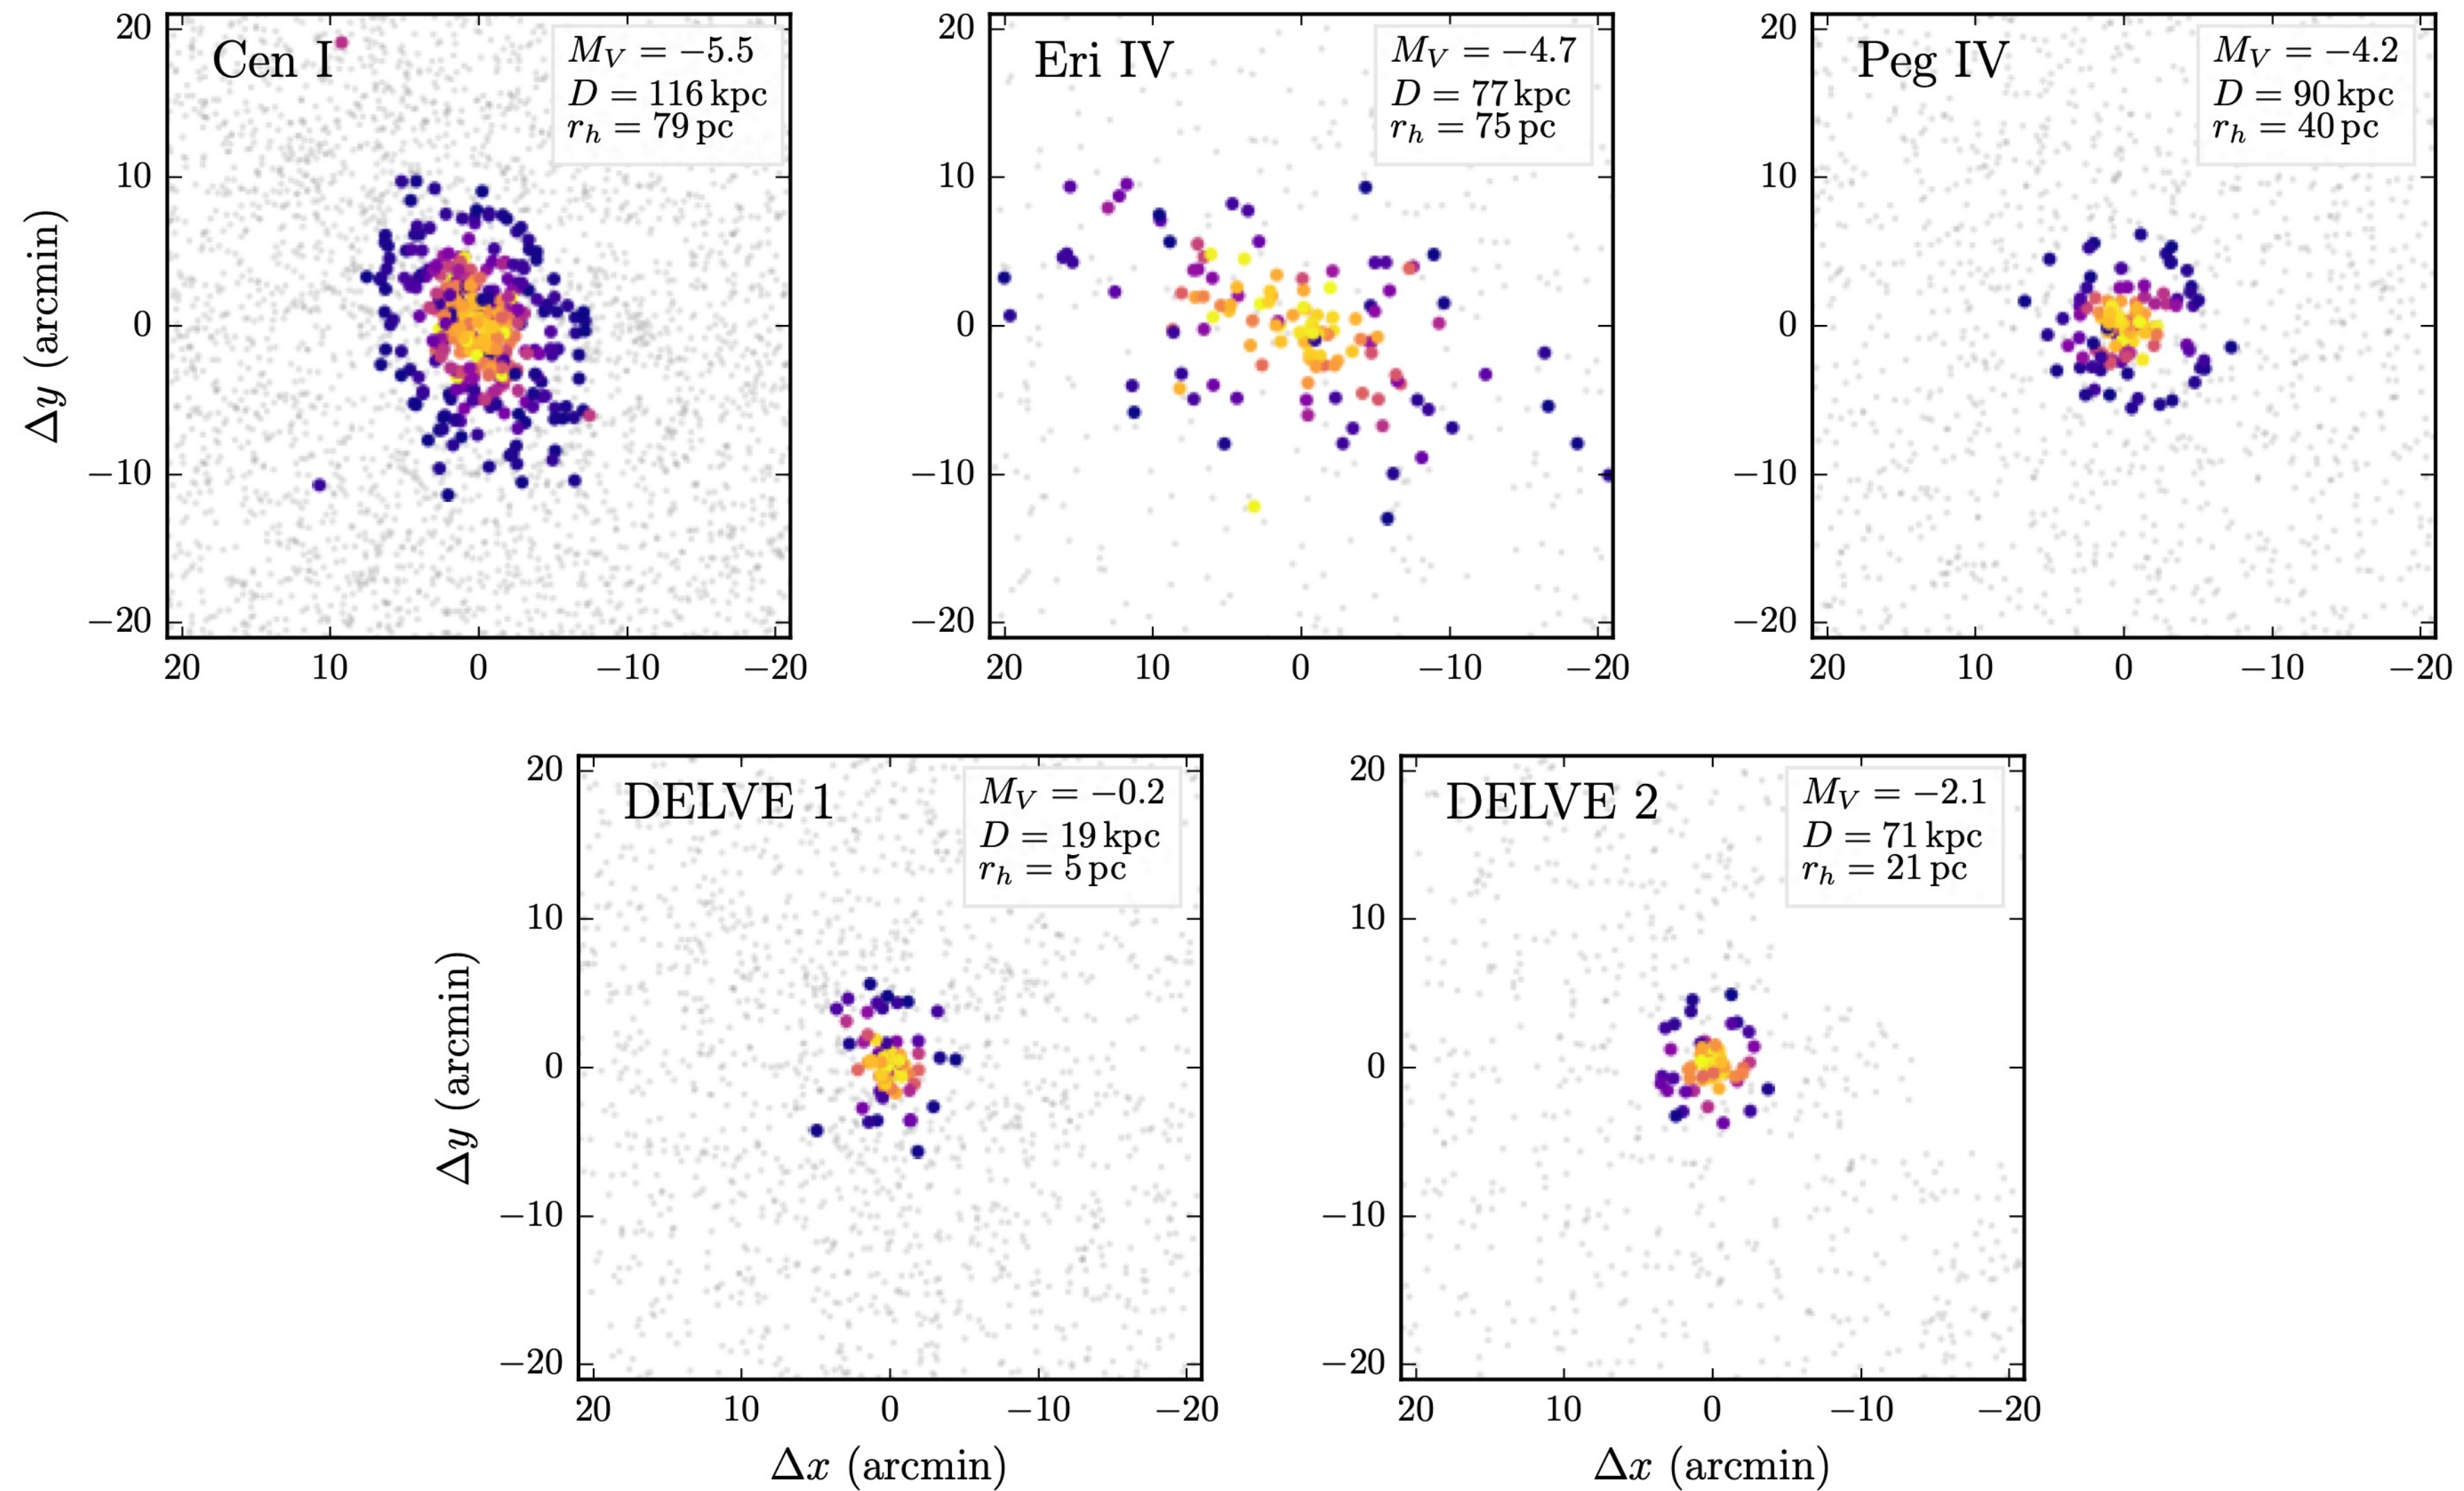 Cen I
M_V = −5.5
D = 116 kpc
r_h = 79 pc
20
10
0
−10
−20
20
10
0
−10
−20
Δy (arcmin)
Eri IV
M_V = −4.7
D = 77 kpc
r_h = 75 pc
20
10
0
−10
−20
20
10
0
−10
−20
Peg IV
M_V = −4.2
D = 90 kpc
r_h = 40 pc
20
10
0
−10
−20
20
10
0
−10
−20
DELVE 1
M_V = −0.2
D = 19 kpc
r_h = 5 pc
20
10
0
−10
−20
20
10
0
−10
−20
Δy (arcmin)
Δx (arcmin)
DELVE 2
M_V = −2.1
D = 71 kpc
r_h = 21 pc
20
10
0
−10
−20
20
10
0
−10
−20
Δx (arcmin)